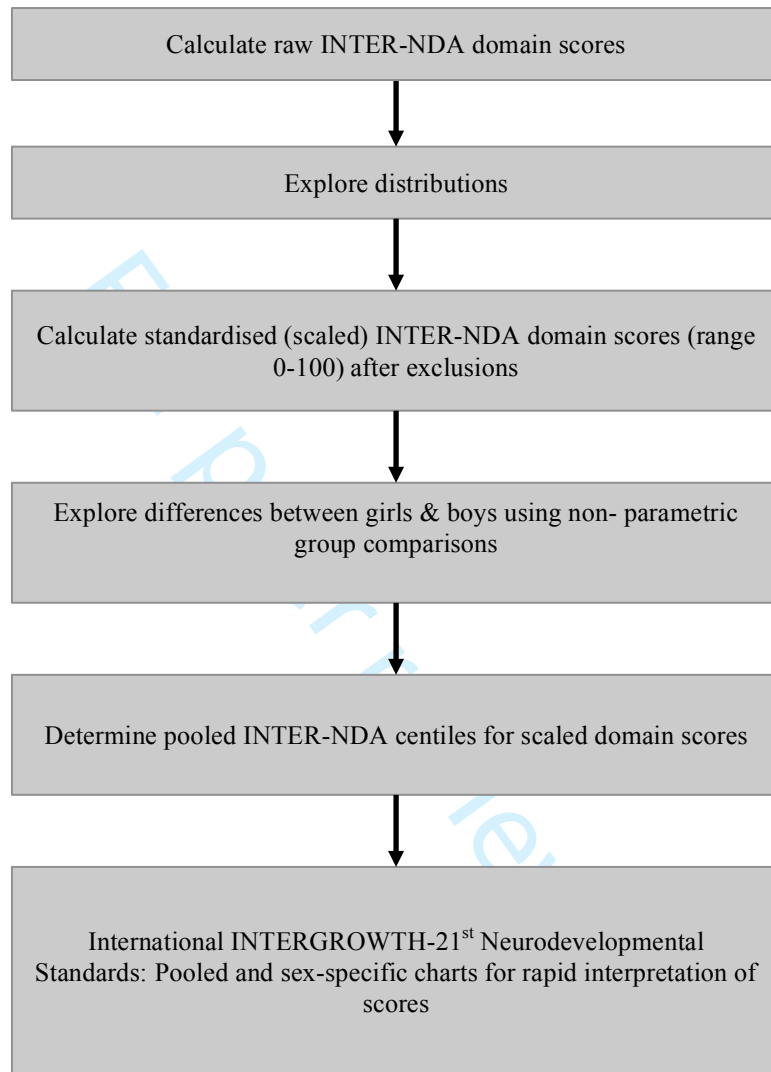 Calculate raw INTER-NDA domain scores
Explore distributions
Calculate standardised (scaled) INTER-NDA domain scores (range
0-100) after exclusions
Explore differences between girls & boys using non- parametric
group comparisons
Determine pooled INTER-NDA centiles for scaled domain scores
International INTERGROWTH-21st Neurodevelopmental
Standards: Pooled and sex-specific charts for rapid interpretation of
scores